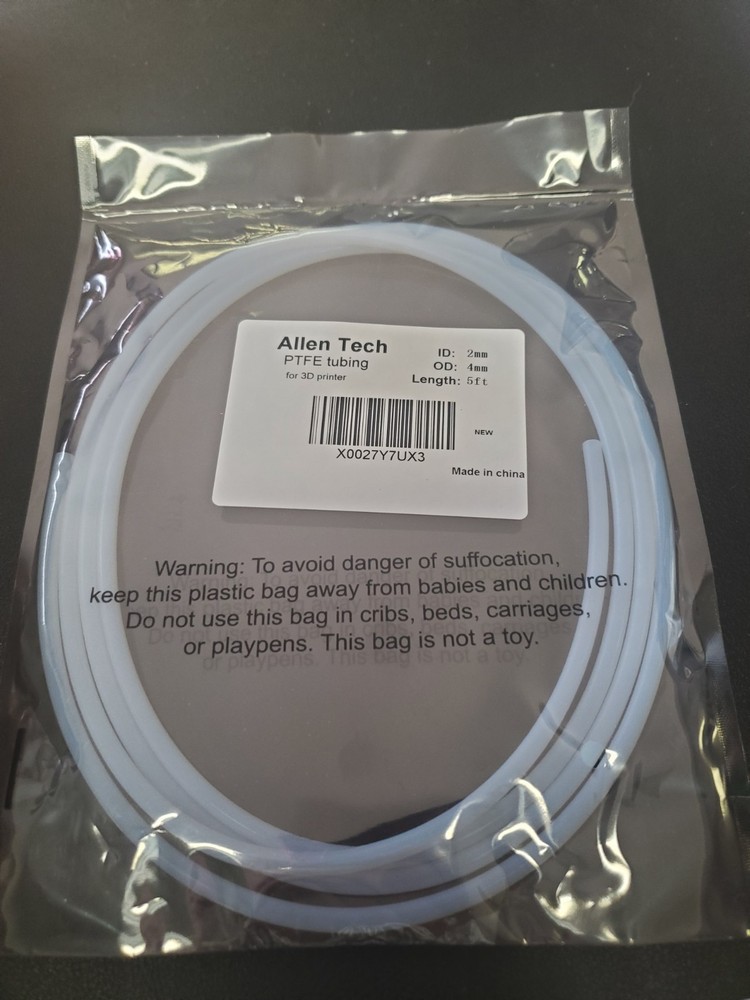 Allen Tech
PTFE tubing
for 3D printer
ID: 2mm
OD: 4mm
Length: 5ft
X0027Y7UX3
NEW
Made in china
Warning: To avoid danger of suffocation,
keep this plastic bag away from babies and children.
Do not use this bag in cribs, beds, carriages,
or playpens. This bag is not a toy.